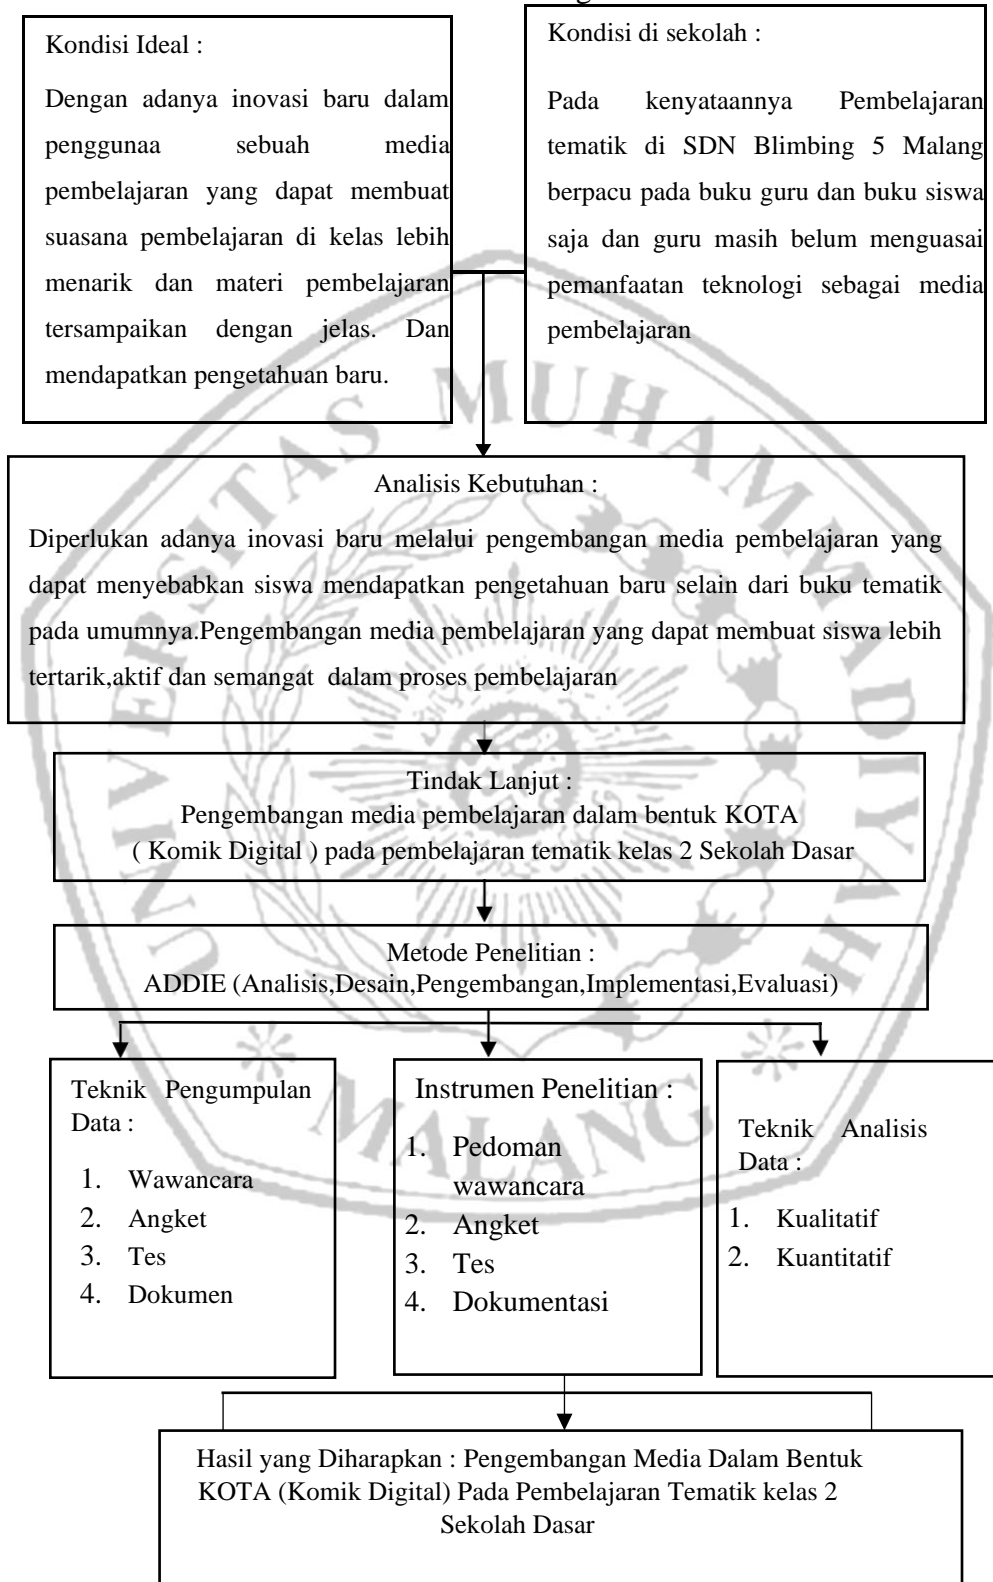 Kondisi Ideal :
Dengan adanya inovasi baru dalam
penggunaa sebuah media
pembelajaran yang dapat membuat
suasana pembelajaran di kelas lebih
menarik dan materi pembelajaran
tersampaikan dengan jelas. Dan
mendapatkan pengetahuan baru.
Kondisi di sekolah :
Pada kenyataannya Pembelajaran
tematik di SDN Blimbing 5 Malang
berpacu pada buku guru dan buku siswa
saja dan guru masih belum menguasai
pemanfaatan teknologi sebagai media
pembelajaran
Analisis Kebutuhan :
Diperlukan adanya inovasi baru melalui pengembangan media pembelajaran yang
dapat menyebabkan siswa mendapatkan pengetahuan baru selain dari buku tematik
pada umumnya.Pengembangan media pembelajaran yang dapat membuat siswa lebih
tertarik,aktif dan semangat dalam proses pembelajaran
Tindak Lanjut :
Pengembangan media pembelajaran dalam bentuk KOTA
( Komik Digital ) pada pembelajaran tematik kelas 2 Sekolah Dasar
Metode Penelitian :
ADDIE (Analisis,Desain,Pengembangan,Implementasi,Evaluasi)
Teknik Pengumpulan
Data :
1. Wawancara
2. Angket
3. Tes
4. Dokumen
Instrumen Penelitian :
1. Pedoman
wawancara
2. Angket
3. Tes
4. Dokumentasi
Teknik Analisis
Data :
1. Kualitatif
2. Kuantitatif
Hasil yang Diharapkan : Pengembangan Media Dalam Bentuk
KOTA (Komik Digital) Pada Pembelajaran Tematik kelas 2
Sekolah Dasar
UNIVERSITAS MUHAMMADIYAH
MALANG